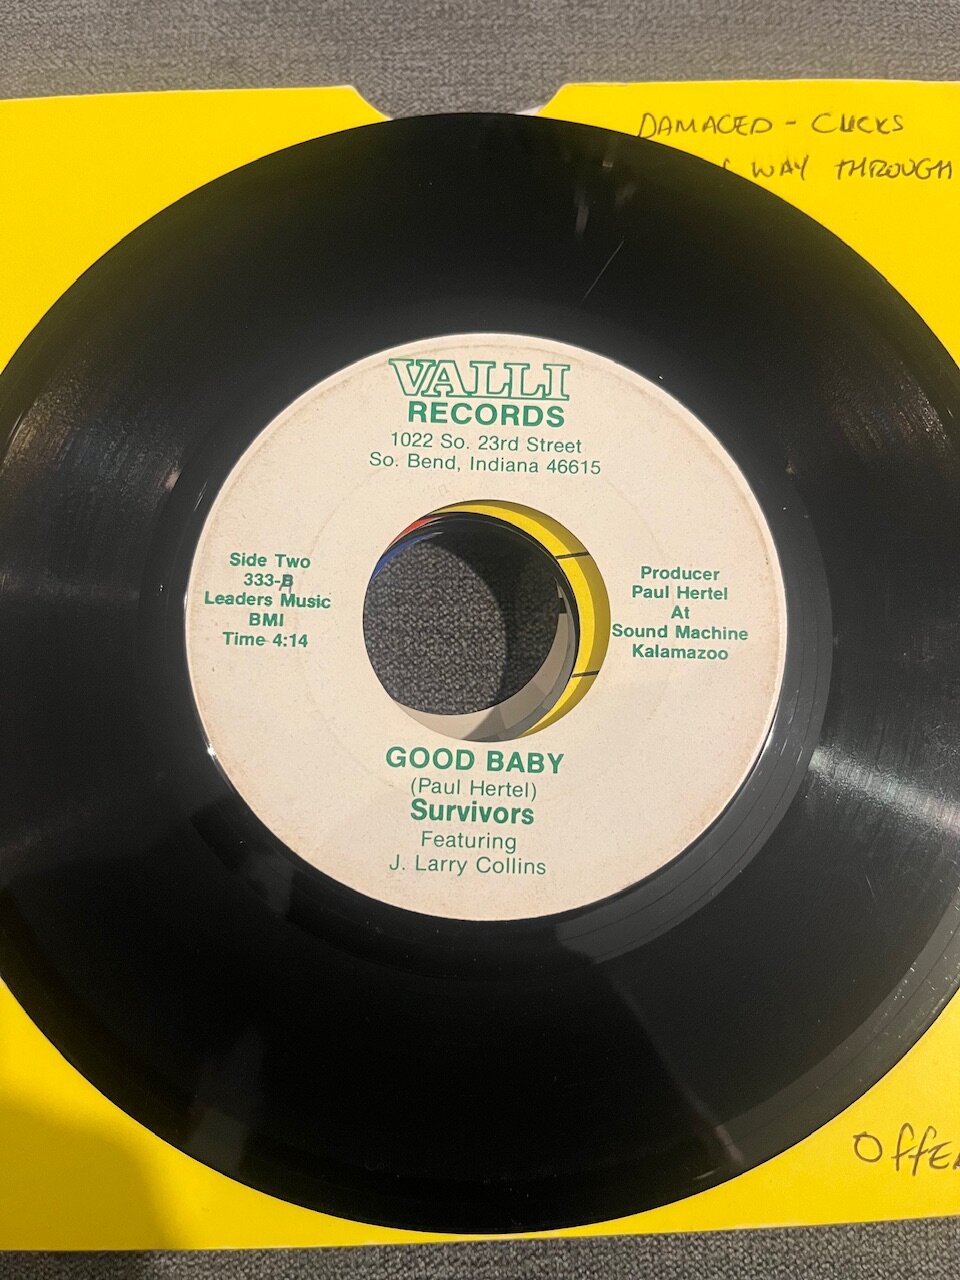 DAMAGED - CLICKS
WAY THROUGH
VALLI
RECORDS
1022 So. 23rd Street
So. Bend, Indiana 46615
Side Two
333-B
Leaders Music
BMI
Time 4:14
Producer
Paul Hertel
At
Sound Machine
Kalamazoo
GOOD BABY
(Paul Hertel)
Survivors
Featuring
J. Larry Collins